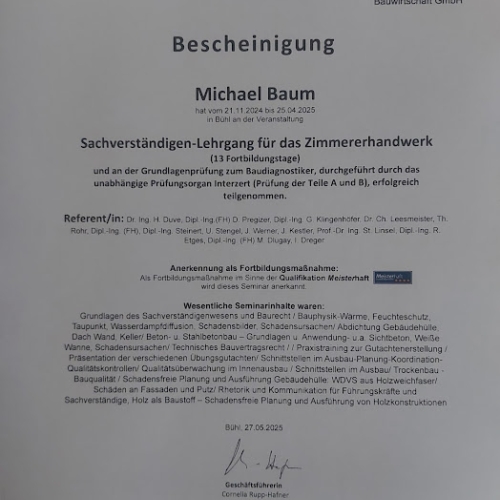 Bauwirtschaft GmbH
Bescheinigung
Michael Baum
hat vom 21.11.2024 bis 25.04.2025
in Bühl an der Veranstaltung
Sachverständigen-Lehrgang für das Zimmererhandwerk
(13 Fortbildungstage)
und an der Grundlagenprüfung zum Baudiagnostiker, durchgeführt durch das
unabhängige Prüfungsorgan Interzert (Prüfung der Teile A und B), erfolgreich
teilgenommen.
Referent/in: Dr. Ing. H. Duve, Dipl.-Ing.(FH) D. Pregizer, Dipl.-Ing. G. Klingenhöfer, Dr. Ch. Leesmeister, Th.
Rohr, Dipl.-Ing. (FH), Dipl.-Ing. Steinert, U. Stengel, J. Werner, J. Kestler, Prof.-Dr. Ing. St. Linsel, Dipl.-Ing. R.
Etges, Dipl.-Ing. (FH) M. Dlugay, I. Dreger
Anerkennung als Fortbildungsmaßnahme:
Als Fortbildungsmaßnahme im Sinne der Qualifikation Meisterhaft
wird dieses Seminar anerkannt.
Wesentliche Seminarinhalte waren:
Grundlagen des Sachverständigenwesens und Baurecht / Bauphysik-Wärme, Feuchteschutz,
Taupunkt, Wasserdampfdiffusion, Schadensbilder, Schadensursachen/ Abdichtung Gebäudehülle,
Dach Wand, Keller/ Beton- u. Stahlbetonbau – Grundlagen u. Anwendung- u.a. Sichtbeton, Weiße
Wanne, Schadensursachen/ Technisches Bauvertragsrecht / / Praxistraining zur Gutachtenerstellung /
Präsentation der verschiedenen Übungsgutachten/ Schnittstellen im Ausbau-Planung-Koordination-
Qualitätskontrollen/ Qualitätsüberwachung im Innenausbau / Schnittstellen im Ausbau/ Trockenbau -
Bauqualität / Schadensfreie Planung und Ausführung Gebäudehülle: WDVS aus Holzweichfaser/
Schäden an Fassaden und Putz/ Rhetorik und Kommunikation für Führungskräfte und
Sachverständige, Holz als Baustoff – Schadensfreie Planung und Ausführung von Holzkonstruktionen
Bühl, 27.05.2025
Geschäftsführerin
Cornelia Rupp-Hafner